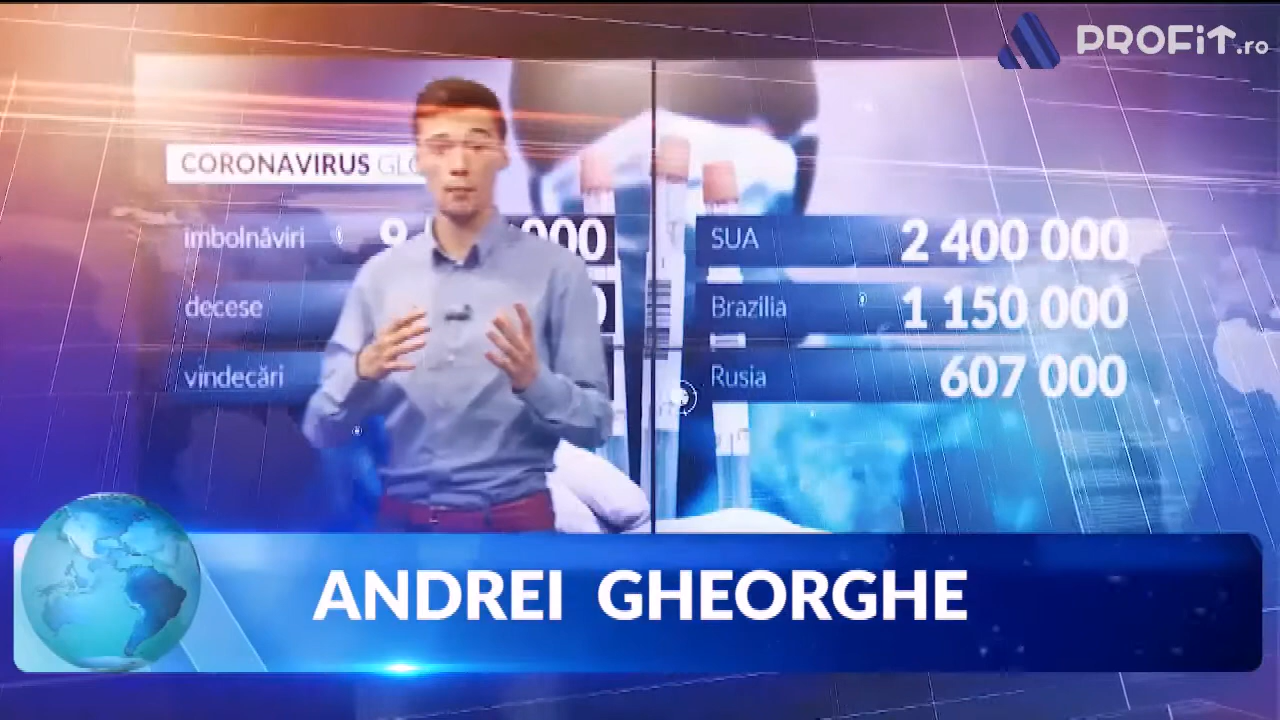 PROFiT.ro
CORONAVIRUS
îmbolnăviri
decese
vindecări
SUA 2 400 000
Brazilia 1 150 000
Rusia 607 000
ANDREI GHEORGHE